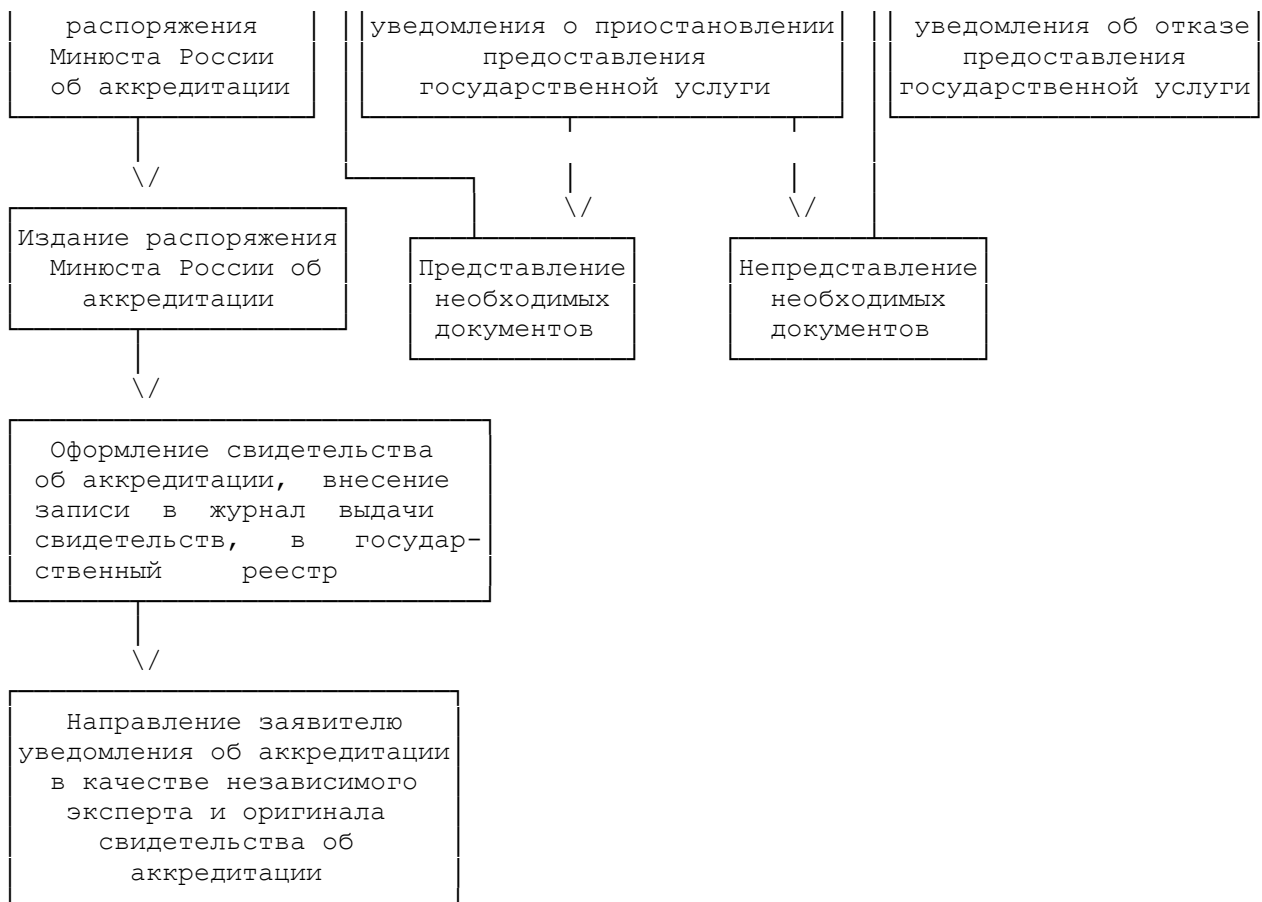 распоряжения
Минюста России
об аккредитации
уведомления о приостановлении
предоставления
государственной услуги
уведомления об отказе
предоставления
государственной услуги
Издание распоряжения
Минюста России об
аккредитации
Представление
необходимых
документов
Непредставление
необходимых
документов
Оформление свидетельства
об аккредитации, внесение
записи в журнал выдачи
свидетельств, в государ-
ственный реестр
Направление заявителю
уведомления об аккредитации
в качестве независимого
эксперта и оригинала
свидетельства об
аккредитации